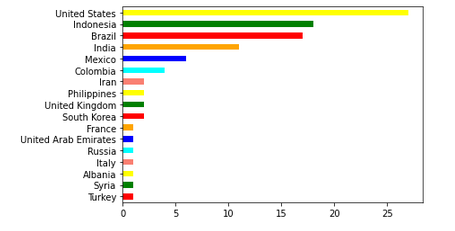 United States
Indonesia
Brazil
India
Mexico
Colombia
Iran
Philippines
United Kingdom
South Korea
France
United Arab Emirates
Russia
Italy
Albania
Syria
Turkey
0 5 10 15 20 25